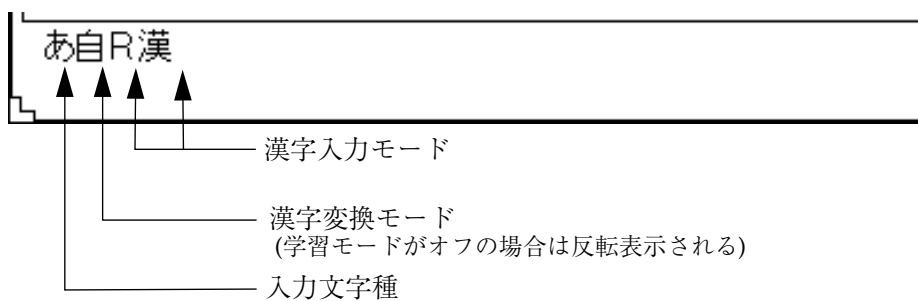 あ自R漢
漢字入力モード
漢字変換モード
(学習モードがオフの場合は反転表示される)
入力文字種